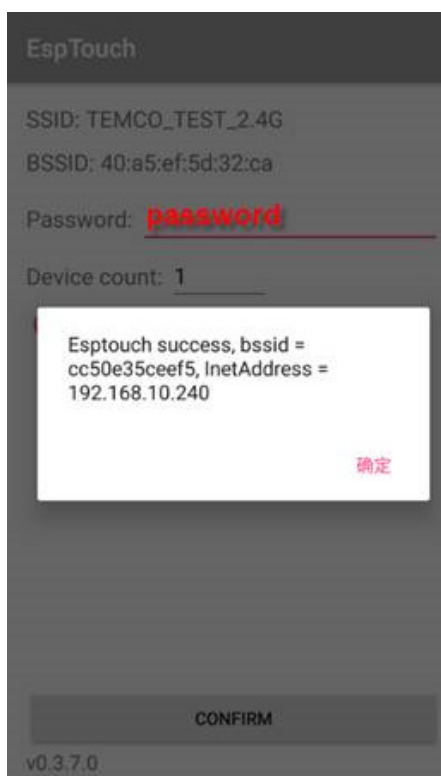 EspTouch
SSID: TEMCO_TEST_2.4G
BSSID: 40:a5:ef:5d:32:ca
Password: password
Device count: 1
Esptouch success, bssid =
cc50e35ceef5, InetAddress =
192.168.10.240
确定
CONFIRM
v0.3.7.0